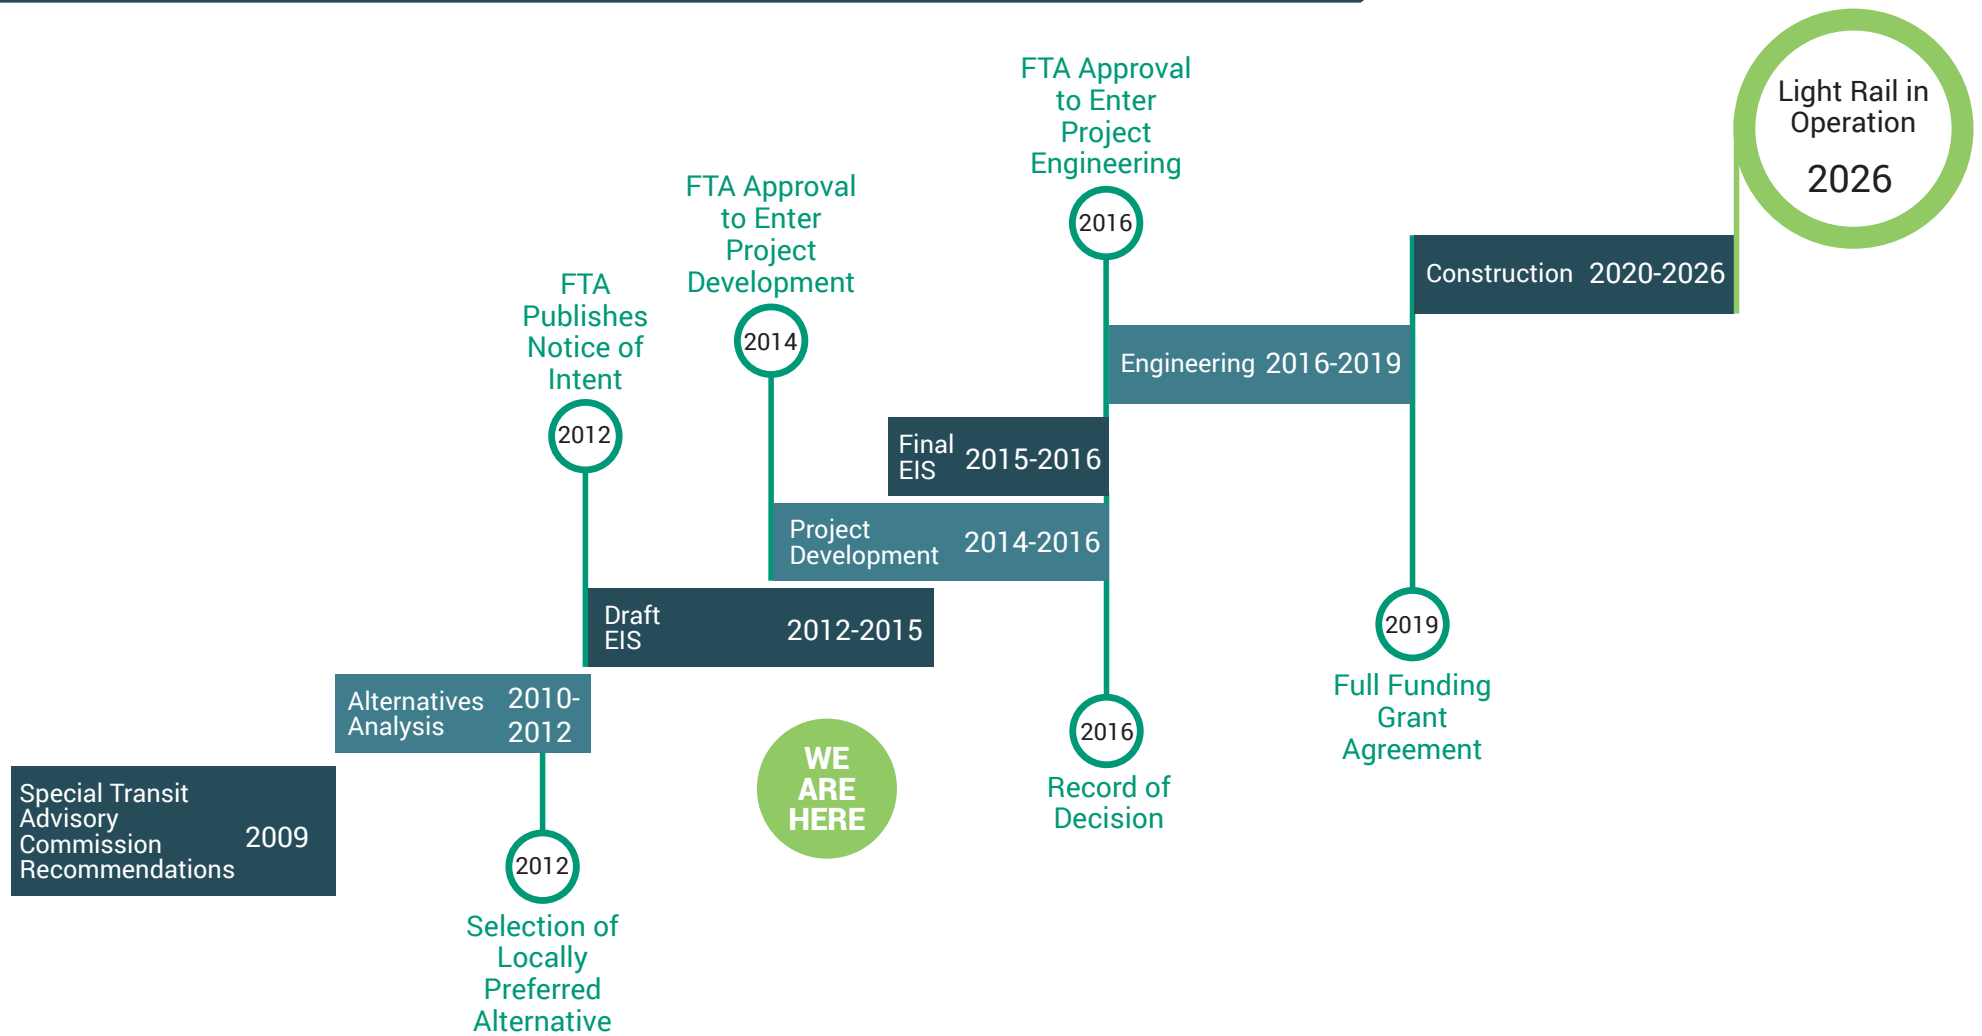 Light Rail in
Operation
2026
FTA Approval
to Enter
Project
Engineering
2016
FTA Approval
to Enter
Project
Development
2014
FTA
Publishes
Notice of
Intent
2012
Construction 2020-2026
Engineering 2016-2019
Final
EIS
2015-2016
Project
Development
2014-2016
Draft
EIS
2012-2015
Alternatives
Analysis
2010-
2012
Special Transit
Advisory
Commission
Recommendations
2009
2012
Selection of
Locally
Preferred
Alternative
WE
ARE
HERE
2016
Record of
Decision
2019
Full Funding
Grant
Agreement